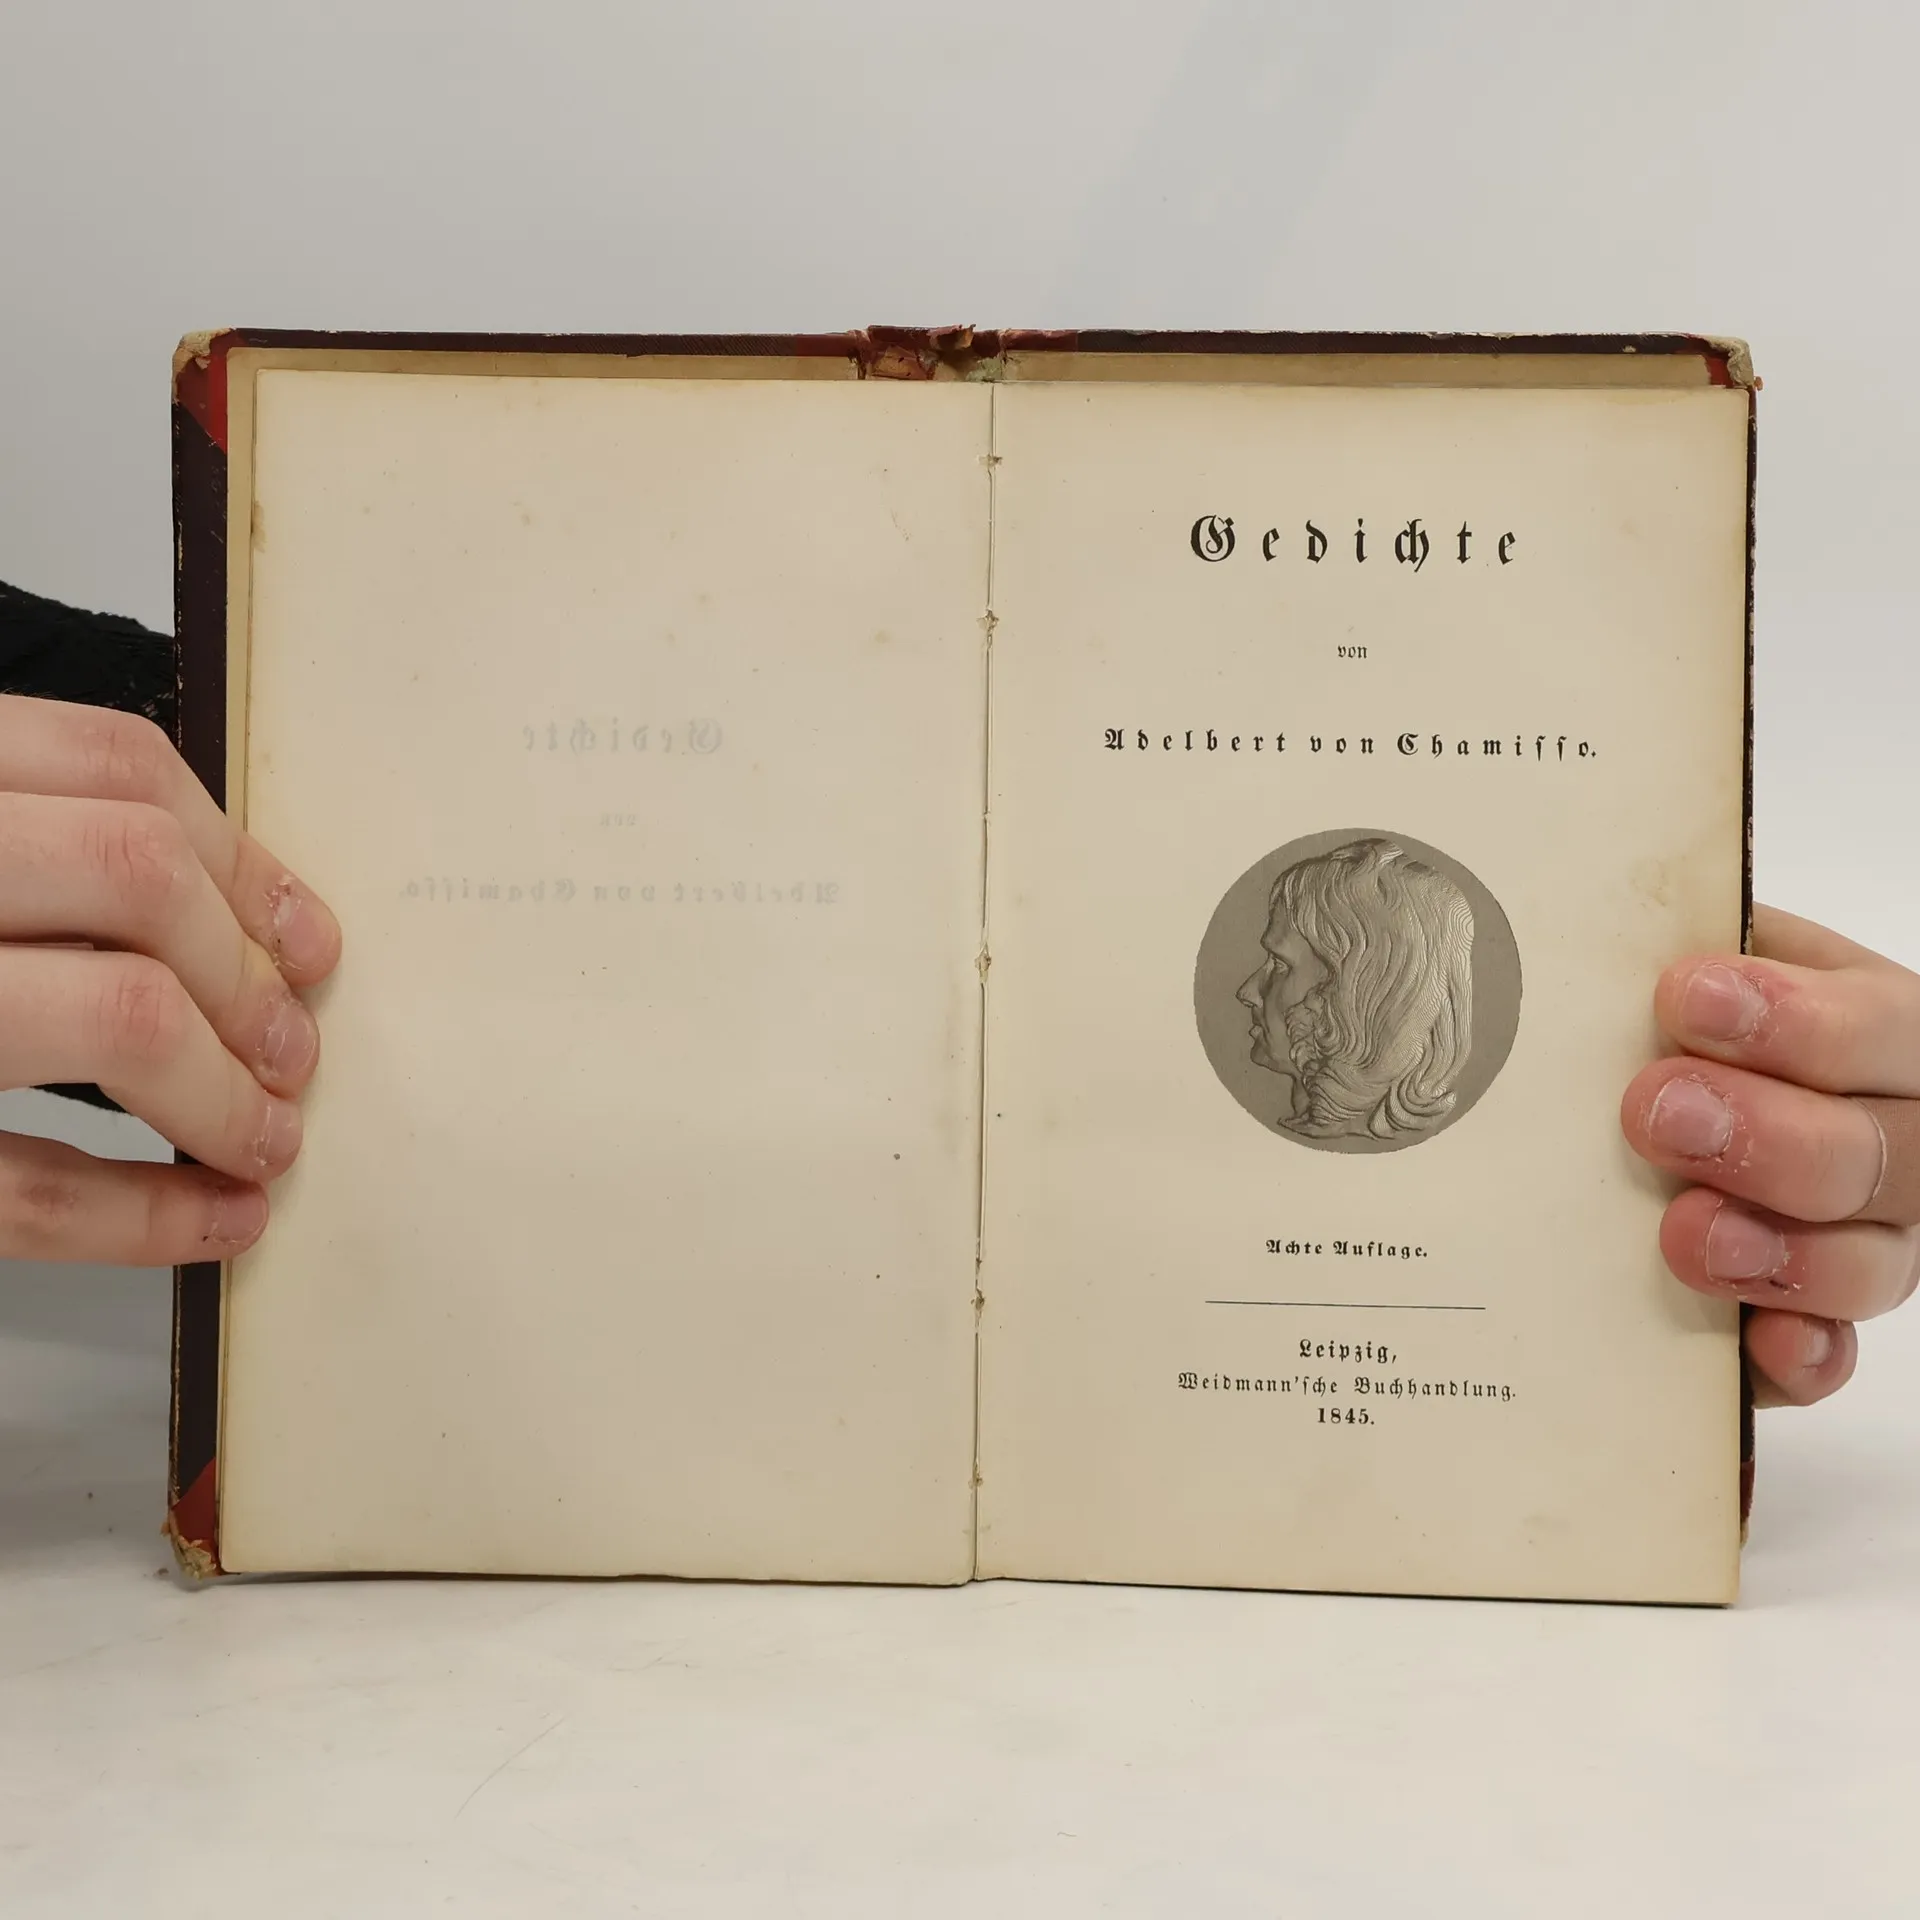 Gedichte
von
Adelbert von Chamiſſo.
Achte Auflage.
Leipzig,
Weidmann'ſche Buchhandlung.
1845.